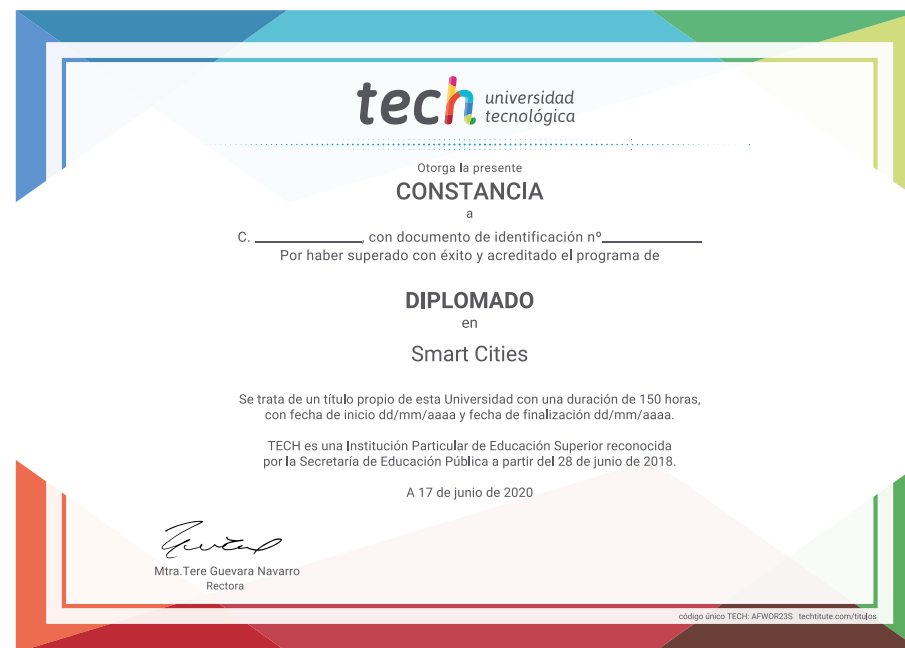 tech universidad
tecnológica
Otorga la presente
CONSTANCIA
a
C. ____________, con documento de identificación nº____________
Por haber superado con éxito y acreditado el programa de
DIPLOMADO
en
Smart Cities
Se trata de un título propio de esta Universidad con una duración de 150 horas,
con fecha de inicio dd/mm/aaaa y fecha de finalización dd/mm/aaaa.
TECH es una Institución Particular de Educación Superior reconocida
por la Secretaría de Educación Pública a partir del 28 de junio de 2018.
A 17 de junio de 2020
Mtra.Tere Guevara Navarro
Rectora
código único TECH: AFWOR23S techtitute.com/titulos